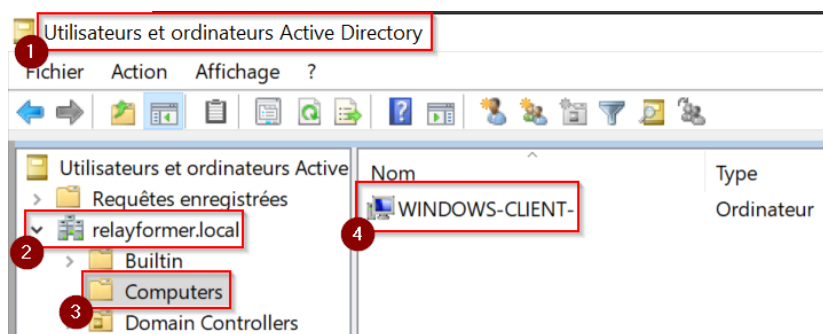 Utilisateurs et ordinateurs Active Directory
1
Fichier Action Affichage ?
Utilisateurs et ordinateurs Active
Nom
Type
Requêtes enregistrées
WINDOWS-CLIENT-
Ordinateur
relayformer.local
4
2
Builtin
Computers
3
Domain Controllers